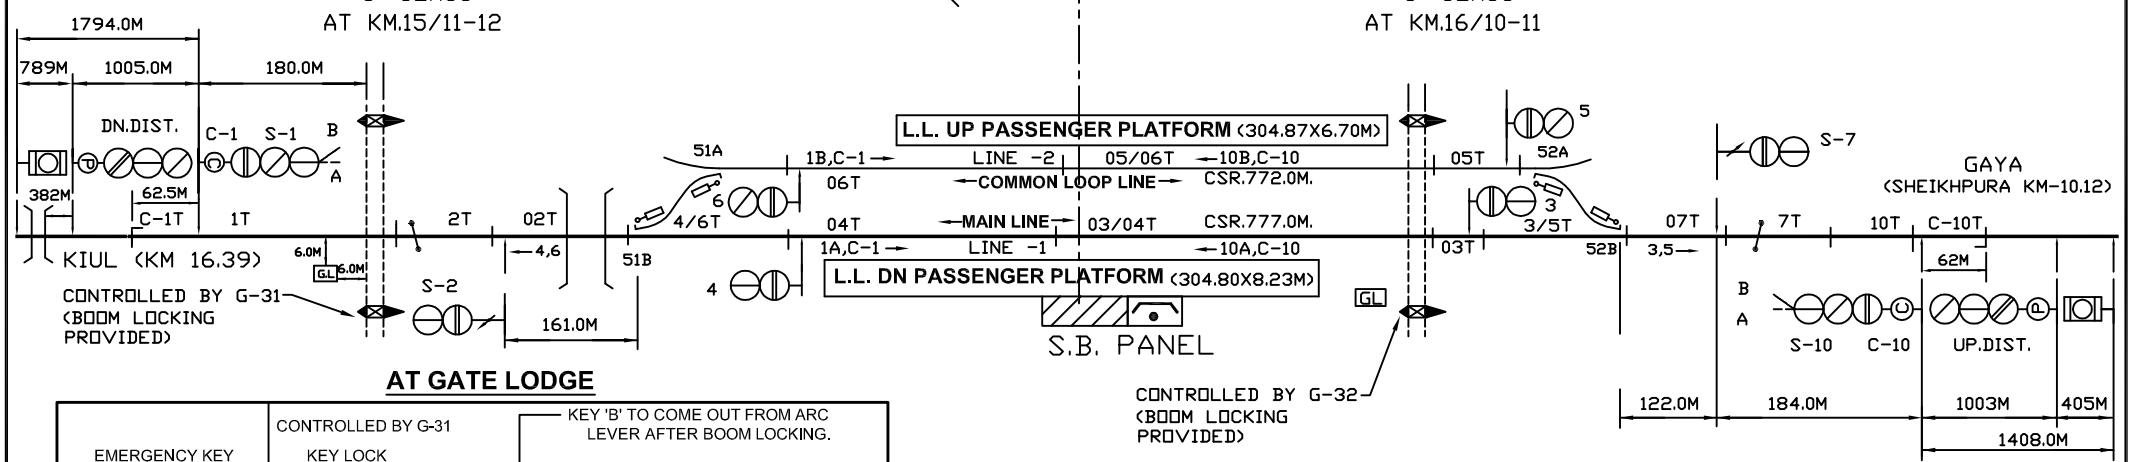 AT KM.15/11-12
AT KM.16/10-11
1794.0M
789M
1005.0M
180.0M
DN.DIST.
C-1
S-1
B
A
P
C
382M
62.5M
C-1T
1T
2T
02T
4/6T
51A
51B
6
4
←4,6
KIUL (KM 16.39)
6.0M
GL
6.0M
CONTROLLED BY G-31
(BOOM LOCKING
PROVIDED)
S-2
161.0M
L.L. UP PASSENGER PLATFORM (304.87X6.70M)
1B,C-1→
LINE -2
05/06T
←10B,C-10
05T
52A
5
06T
←COMMON LOOP LINE→
CSR.772.0M.
04T
←MAIN LINE→
03/04T
CSR.777.0M.
3
3/5T
1A,C-1→
LINE -1
←10A,C-10
03T
52B
3,5→
L.L. DN PASSENGER PLATFORM (304.80X8.23M)
GL
S.B. PANEL
S-7
GAYA
(SHEIKHPURA KM-10.12)
07T
7T
10T
C-10T
62M
B
A
C
P
S-10
C-10
UP.DIST.
CONTROLLED BY G-32
(BOOM LOCKING
PROVIDED)
122.0M
184.0M
1003M
405M
1408.0M
AT GATE LODGE
CONTROLLED BY G-31
KEY 'B' TO COME OUT FROM ARC
LEVER AFTER BOOM LOCKING.
EMERGENCY KEY
KEY LOCK